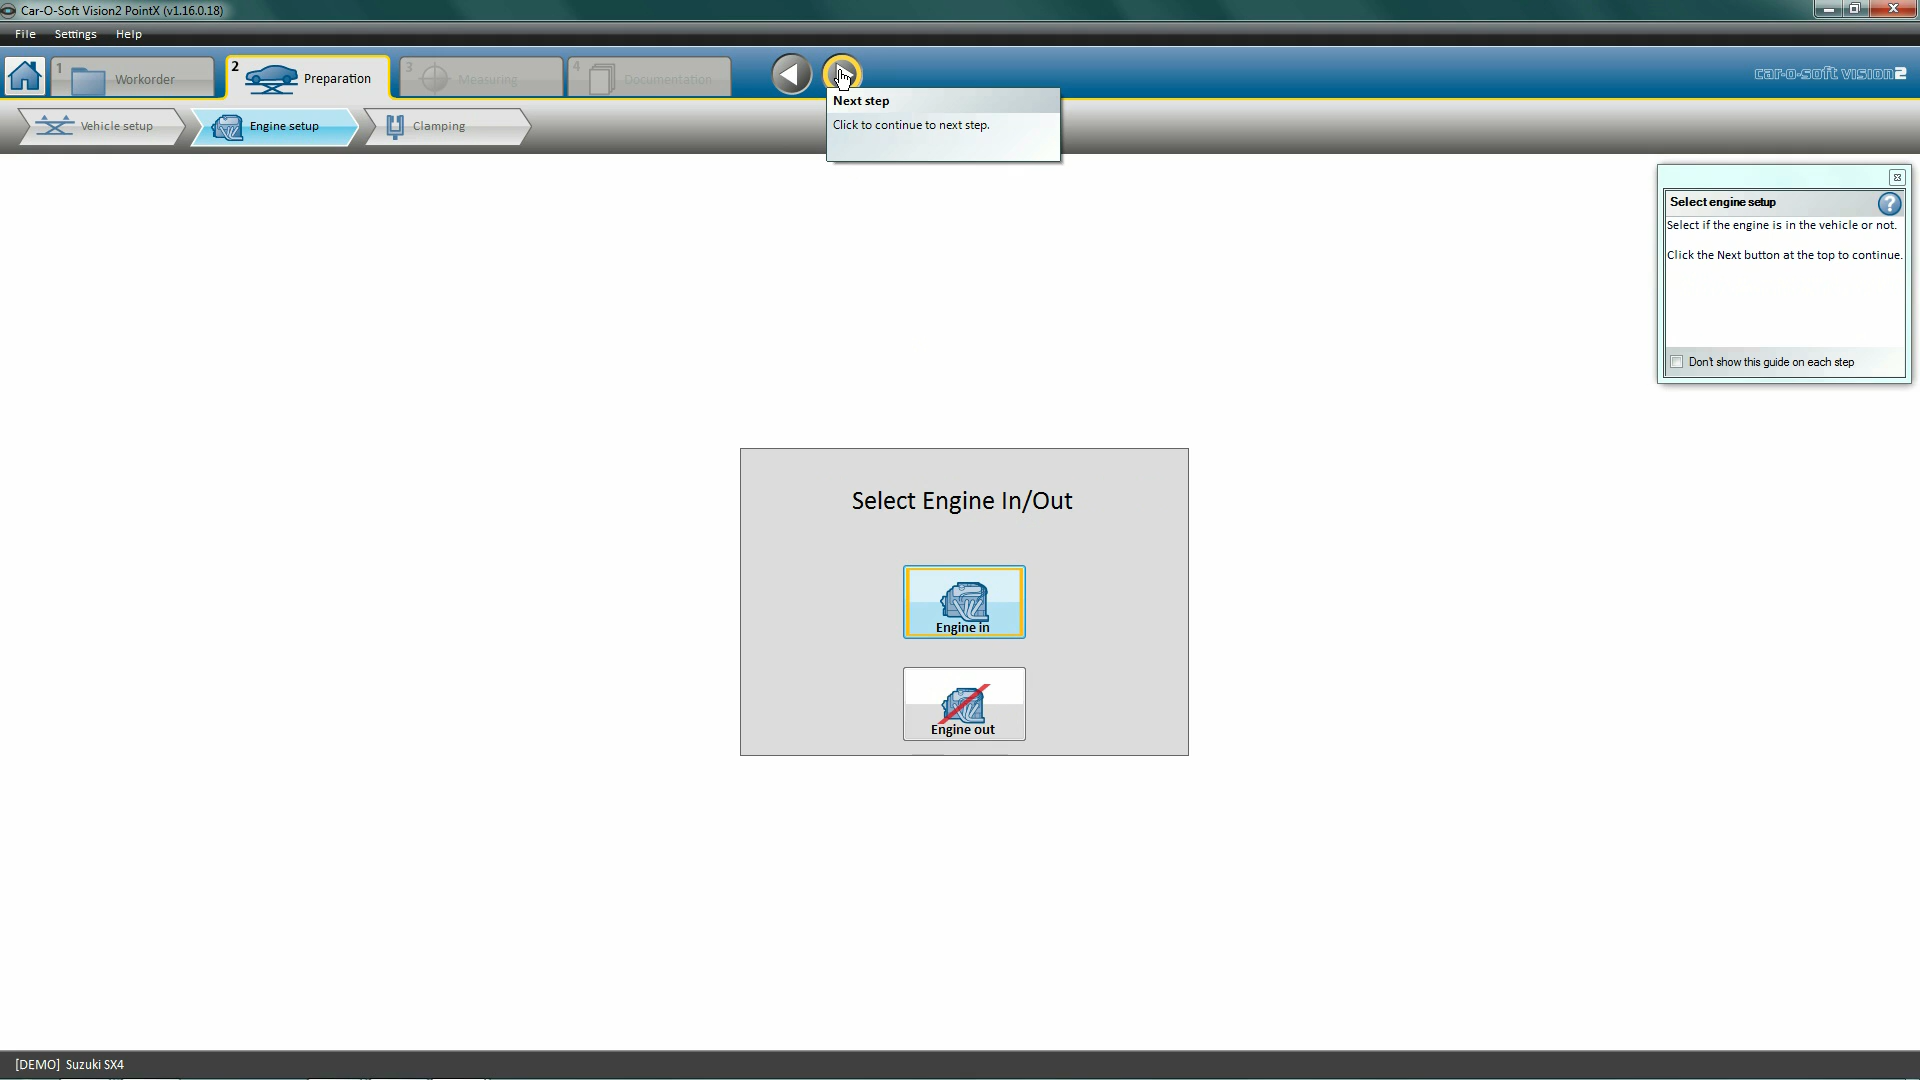 Car-O-Soft Vision2 PointX (v1.16.0.18)
File Settings Help
1 Workorder
2 Preparation
3 Measuring
4 Documentation
car-o-soft vision2
Vehicle setup
Engine setup
Clamping
Next step
Click to continue to next step.
Select engine setup
?
Select if the engine is in the vehicle or not.
Click the Next button at the top to continue.
Don't show this guide on each step
Select Engine In/Out
Engine in
Engine out
[DEMO] Suzuki SX4